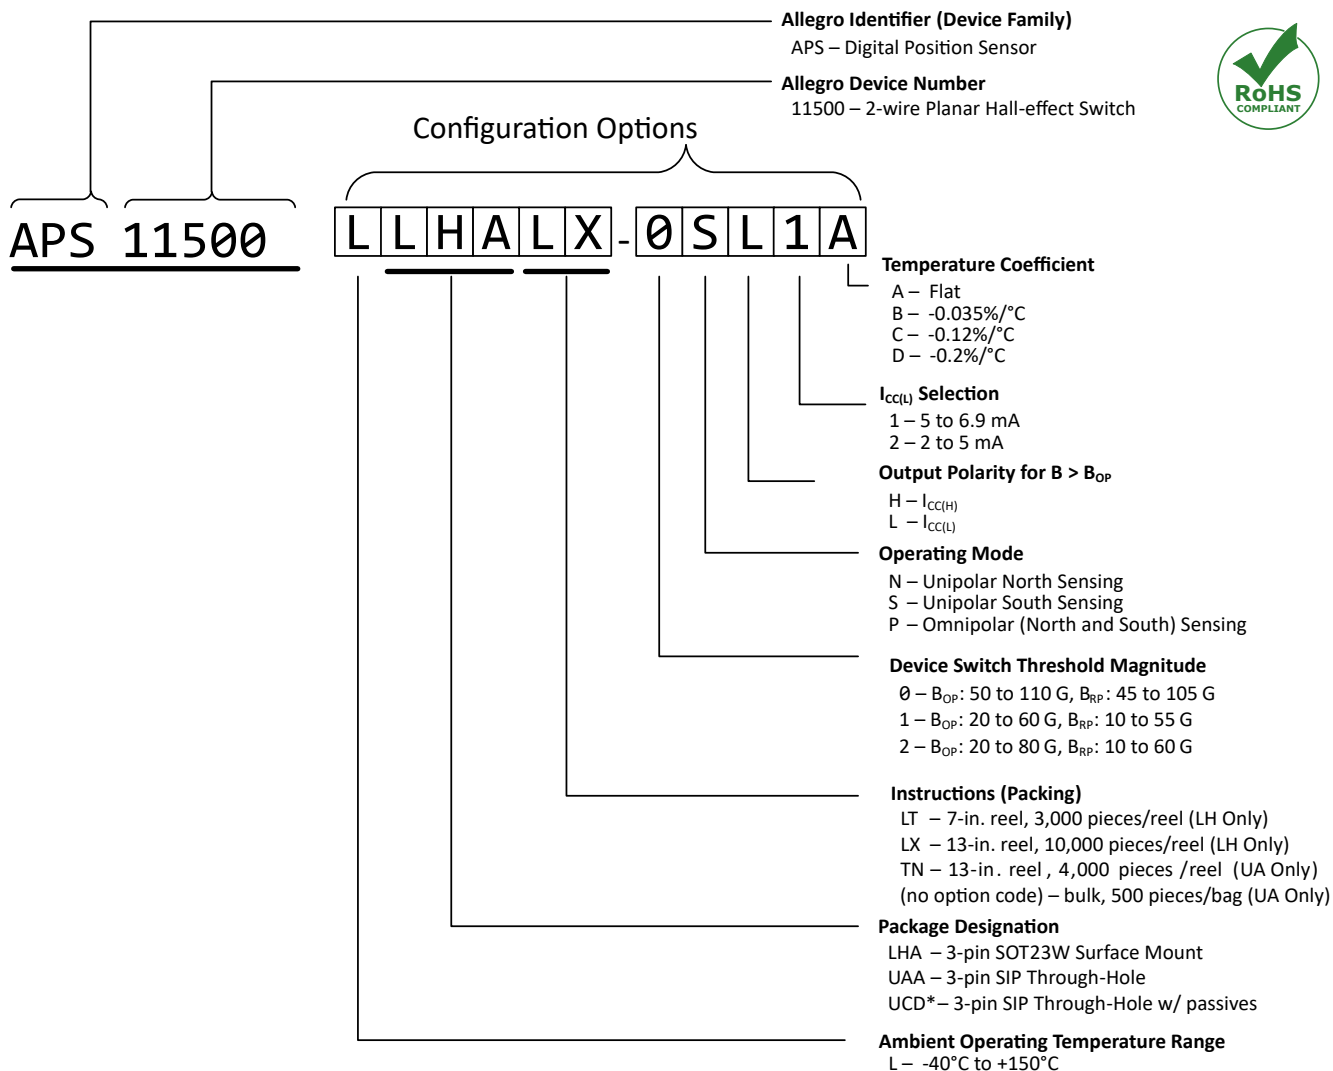 Allegro Identifier (Device Family)
APS – Digital Position Sensor
Allegro Device Number
11500 – 2-wire Planar Hall-effect Switch
RoHS
COMPLIANT
Configuration Options
APS 11500 LLHALX-0SL1A
Temperature Coefficient
A – Flat
B – -0.035%/°C
C – -0.12%/°C
D – -0.2%/°C
ICC(L) Selection
1 – 5 to 6.9 mA
2 – 2 to 5 mA
Output Polarity for B > BOP
H – ICC(H)
L – ICC(L)
Operating Mode
N – Unipolar North Sensing
S – Unipolar South Sensing
P – Omnipolar (North and South) Sensing
Device Switch Threshold Magnitude
0 – BOP: 50 to 110 G, BRP: 45 to 105 G
1 – BOP: 20 to 60 G, BRP: 10 to 55 G
2 – BOP: 20 to 80 G, BRP: 10 to 60 G
Instructions (Packing)
LT – 7-in. reel, 3,000 pieces/reel (LH Only)
LX – 13-in. reel, 10,000 pieces/reel (LH Only)
TN – 13-in. reel , 4,000 pieces /reel (UA Only)
(no option code) – bulk, 500 pieces/bag (UA Only)
Package Designation
LHA – 3-pin SOT23W Surface Mount
UAA – 3-pin SIP Through-Hole
UCD* – 3-pin SIP Through-Hole w/ passives
Ambient Operating Temperature Range
L – -40°C to +150°C